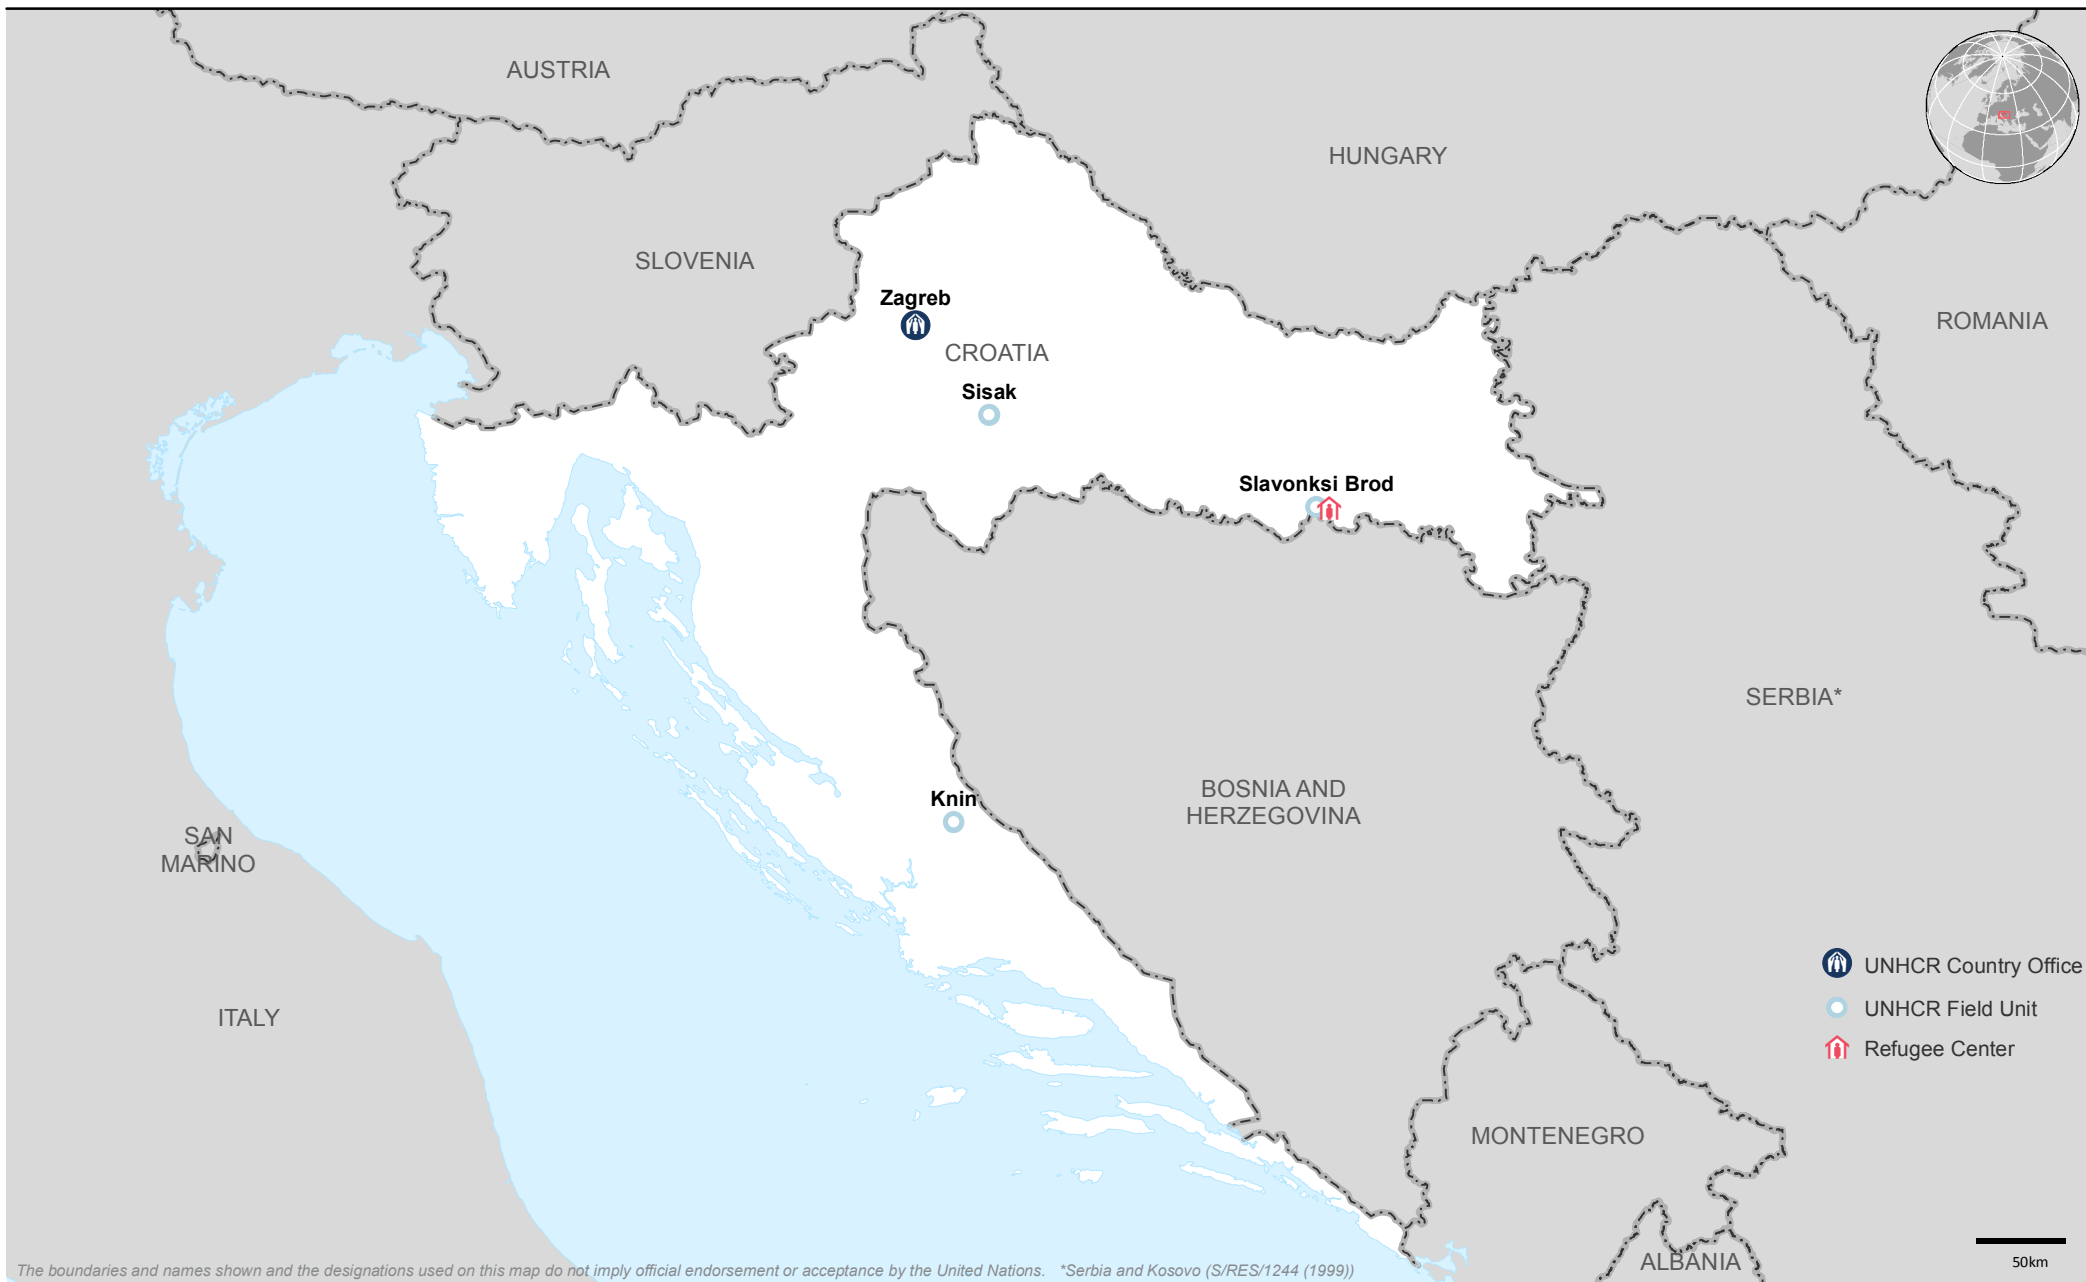 AUSTRIA
HUNGARY
SLOVENIA
Zagreb
ROMANIA
CROATIA
Sisak
Slavonksi Brod
SERBIA*
BOSNIA AND
HERZEGOVINA
Knin
SAN
MARINO
UNHCR Country Office
ITALY
UNHCR Field Unit
Refugee Center
MONTENEGRO
ALBANIA
50km
The boundaries and names shown and the designations used on this map do not imply official endorsement or acceptance by the United Nations. *Serbia and Kosovo (S/RES/1244 (1999))